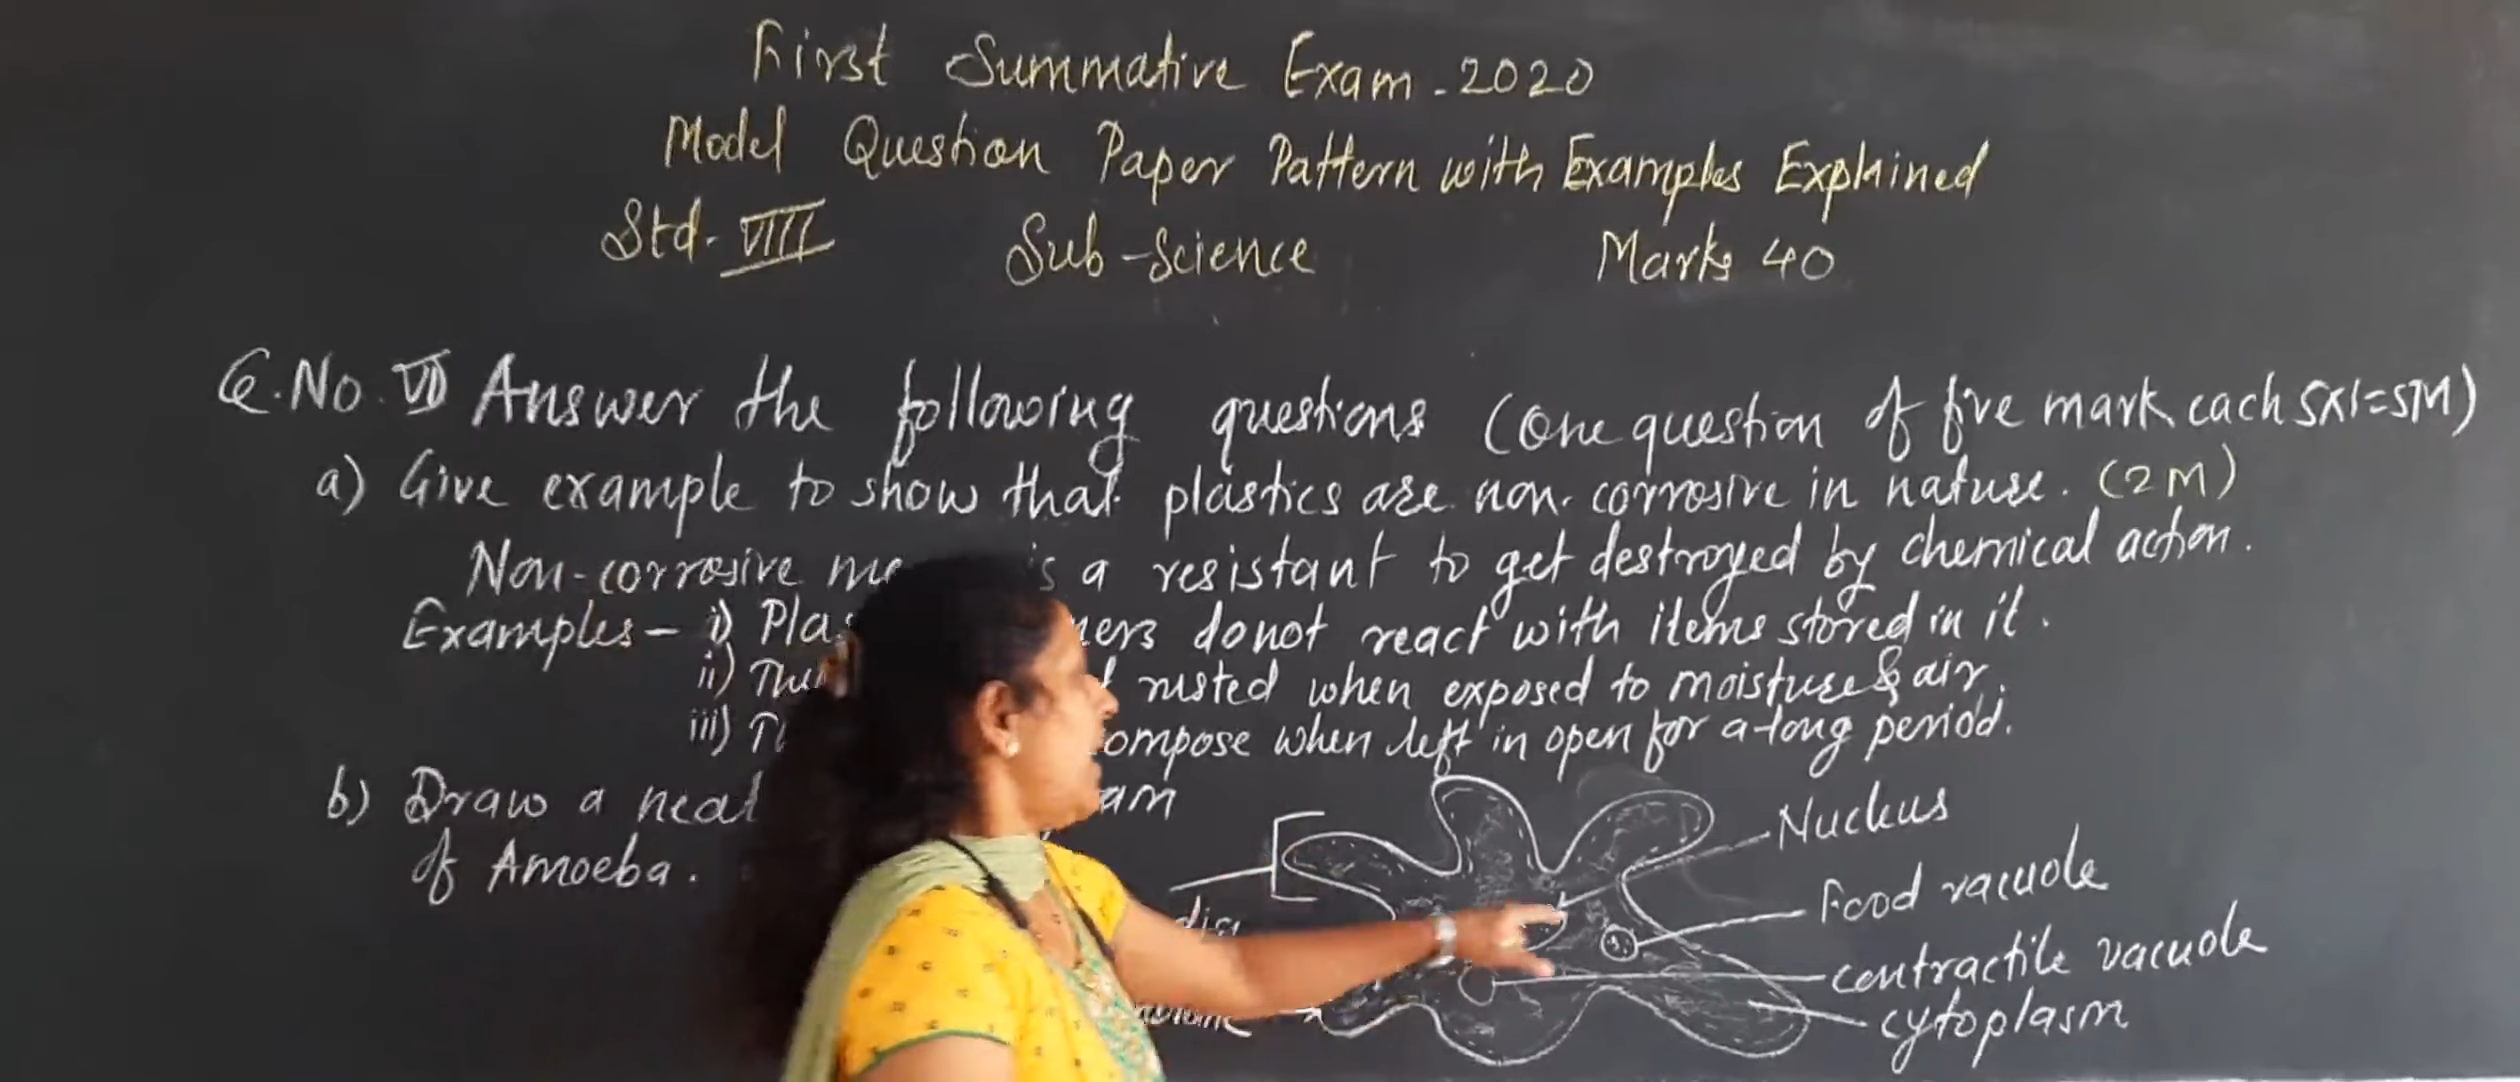 First Summative Exam - 2020
Model Question Paper Pattern with Examples Explained
Std - VIII Sub - Science Marks 40
Q.No. VI) Answer the following questions (One question of five mark each 5x1=5M)
a) Give example to show that plastics are non-corrosive in nature. (2M)
Non-corrosive is a resistant to get destroyed by chemical action.
Examples - i) donot react with items stored in it.
ii) rusted when exposed to moisture & air.
iii) when left in open for a long period.
b) Draw a neat
of Amoeba.
Nucleus
Food vacuole
contractile vacuole
cytoplasm